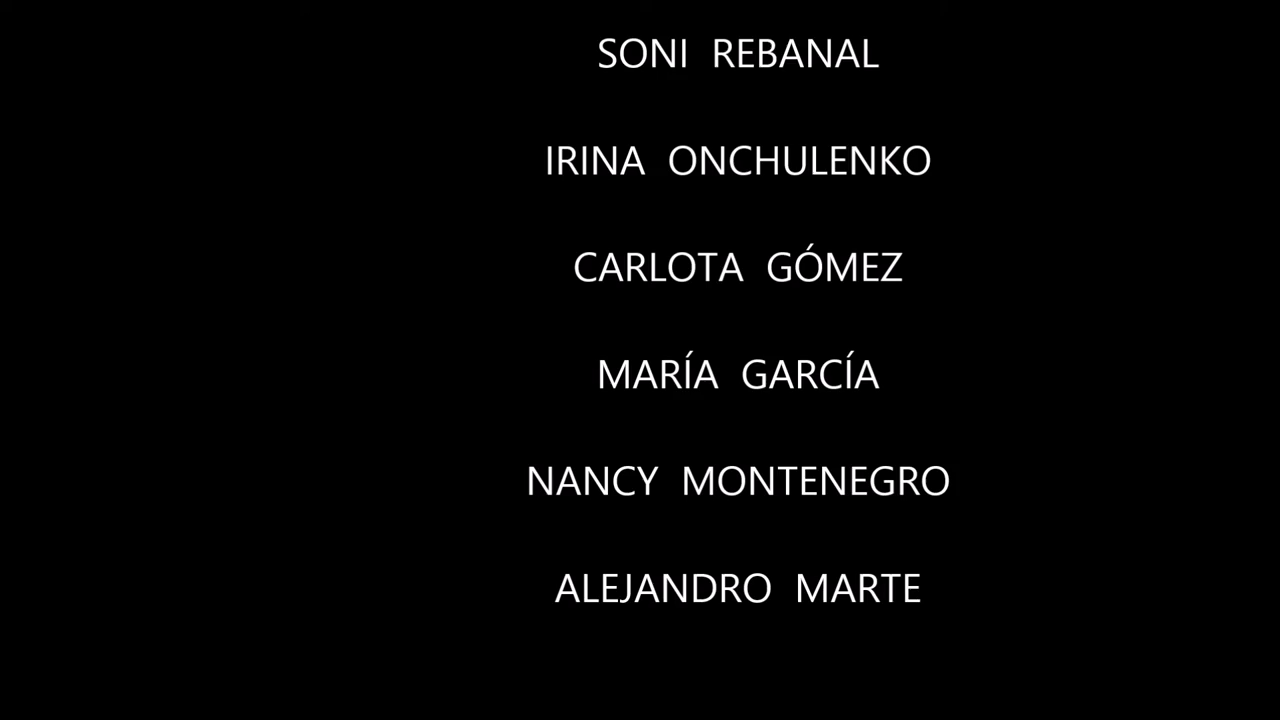 SONI REBANAL
IRINA ONCHULENKO
CARLOTA GÓMEZ
MARÍA GARCÍA
NANCY MONTENEGRO
ALEJANDRO MARTE